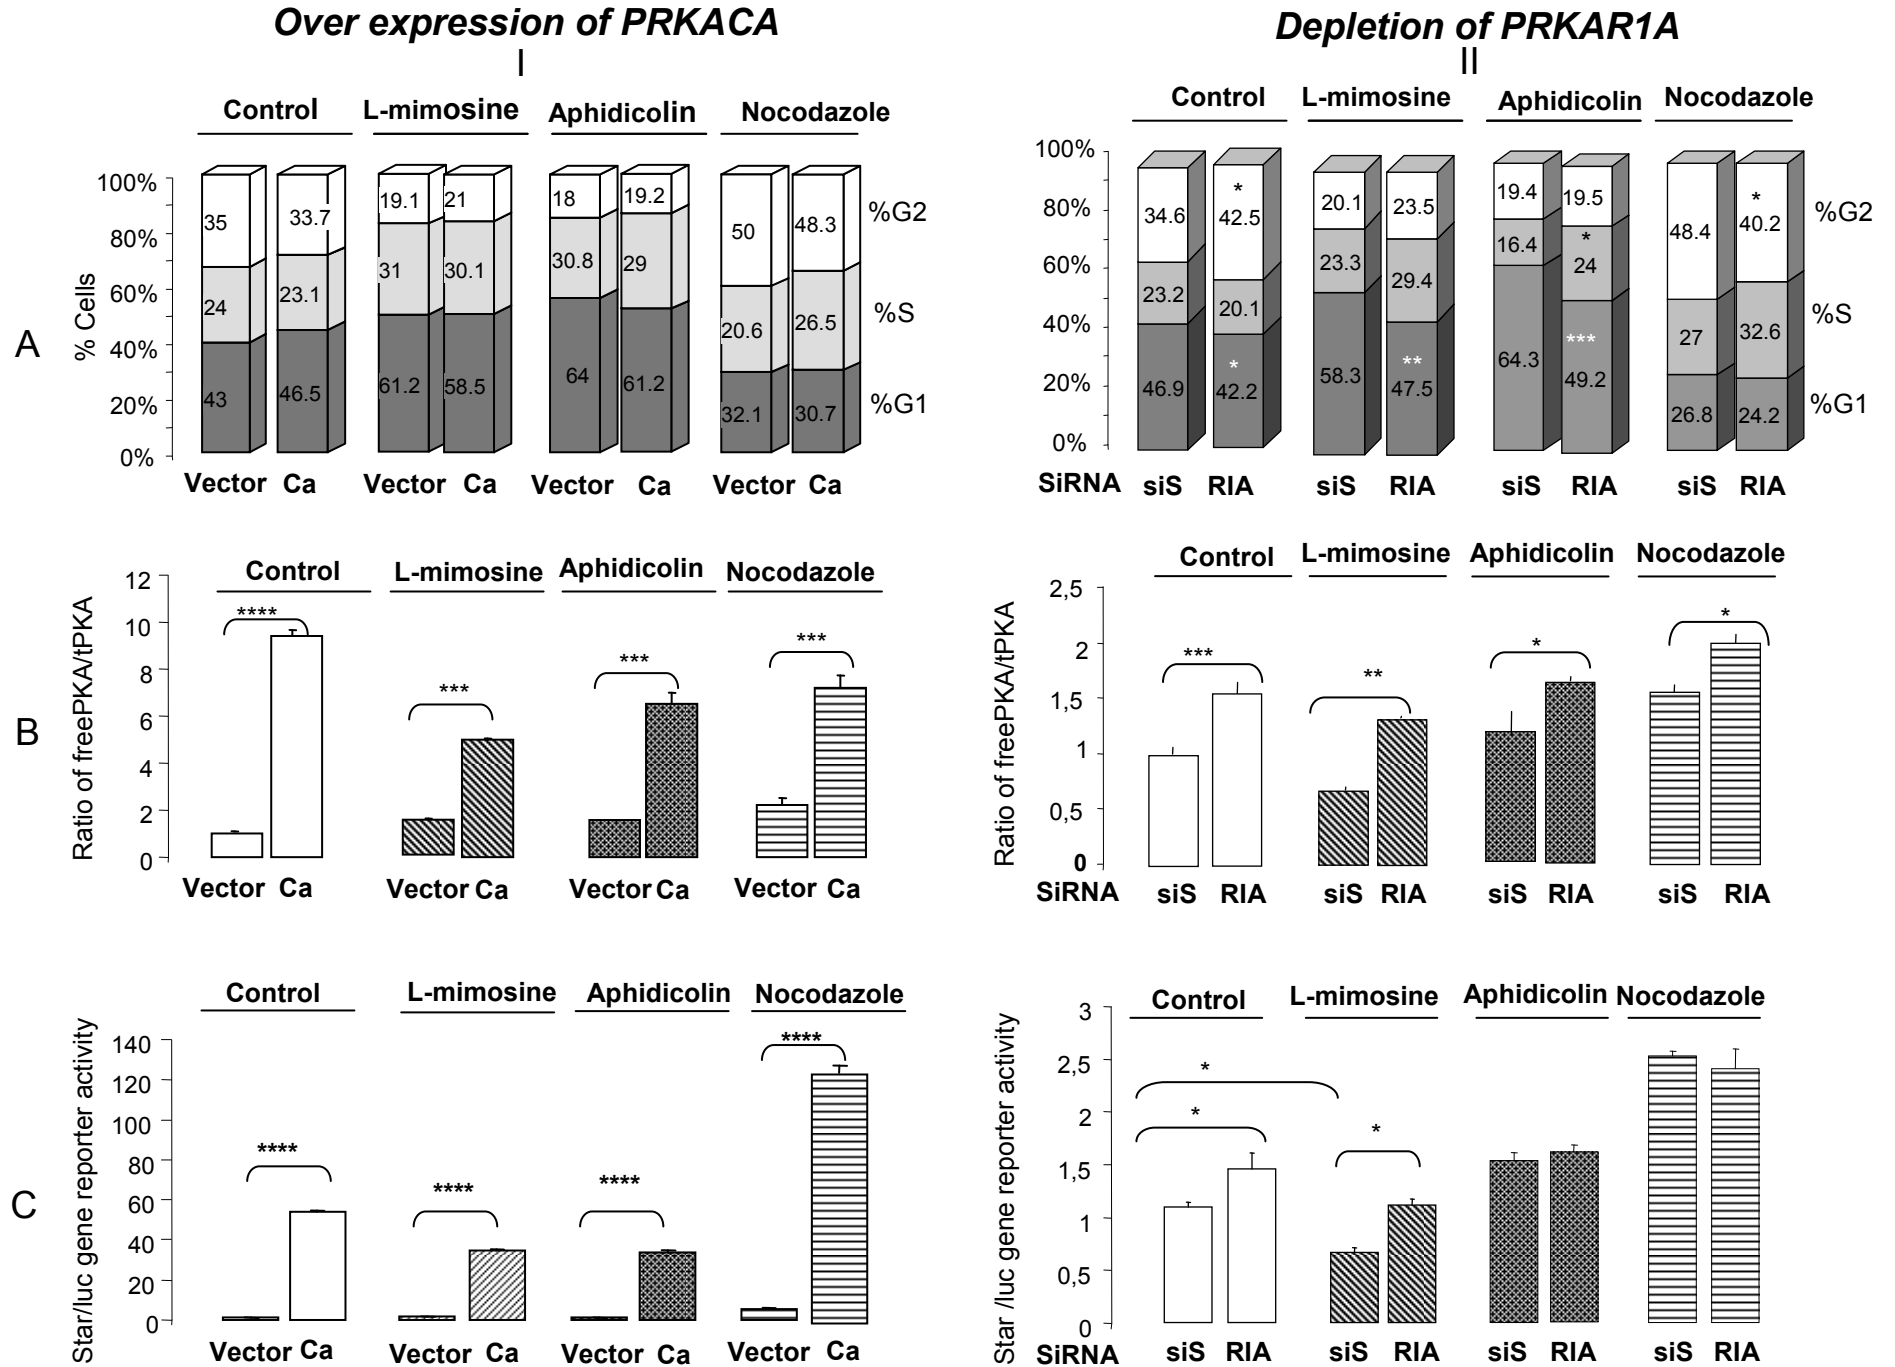 Over expression of PRKACA
I
Control L-mimosine Aphidicolin Nocodazole
A
% Cells
100%
80%
60%
40%
20%
0%
35 33.7 19.1 21 18 19.2 50 48.3
24 23.1 31 30.1 30.8 29 20.6 26.5
43 46.5 61.2 58.5 64 61.2 32.1 30.7
%G2
%S
%G1
Vector Ca Vector Ca Vector Ca Vector Ca
Depletion of PRKAR1A
II
Control L-mimosine Aphidicolin Nocodazole
100%
80%
60%
40%
20%
0%
* *
34.6 42.5 20.1 23.5 19.4 19.5 48.4 40.2
*
23.2 20.1 23.3 29.4 16.4 24 27 32.6
* ** ***
46.9 42.2 58.3 47.5 64.3 49.2 26.8 24.2
%G2
%S
%G1
SiRNA siS RIA siS RIA siS RIA siS RIA
B
Ratio of freePKA/tPKA
Control L-mimosine Aphidicolin Nocodazole
12
10
8
6
4
2
0
**** *** *** ***
Vector Ca Vector Ca Vector Ca Vector Ca
Ratio of freePKA/tPKA
Control L-mimosine Aphidicolin Nocodazole
2,5
2
1,5
1
0,5
0
*** ** * *
SiRNA siS RIA siS RIA siS RIA siS RIA
C
Star/luc gene reporter activity
Control L-mimosine Aphidicolin Nocodazole
140
120
100
80
60
40
20
0
**** **** **** ****
Vector Ca Vector Ca Vector Ca Vector Ca
Star /luc gene reporter activity
Control L-mimosine Aphidicolin Nocodazole
3
2,5
2
1,5
1
0,5
0
*
* *
SiRNA siS RIA siS RIA siS RIA siS RIA